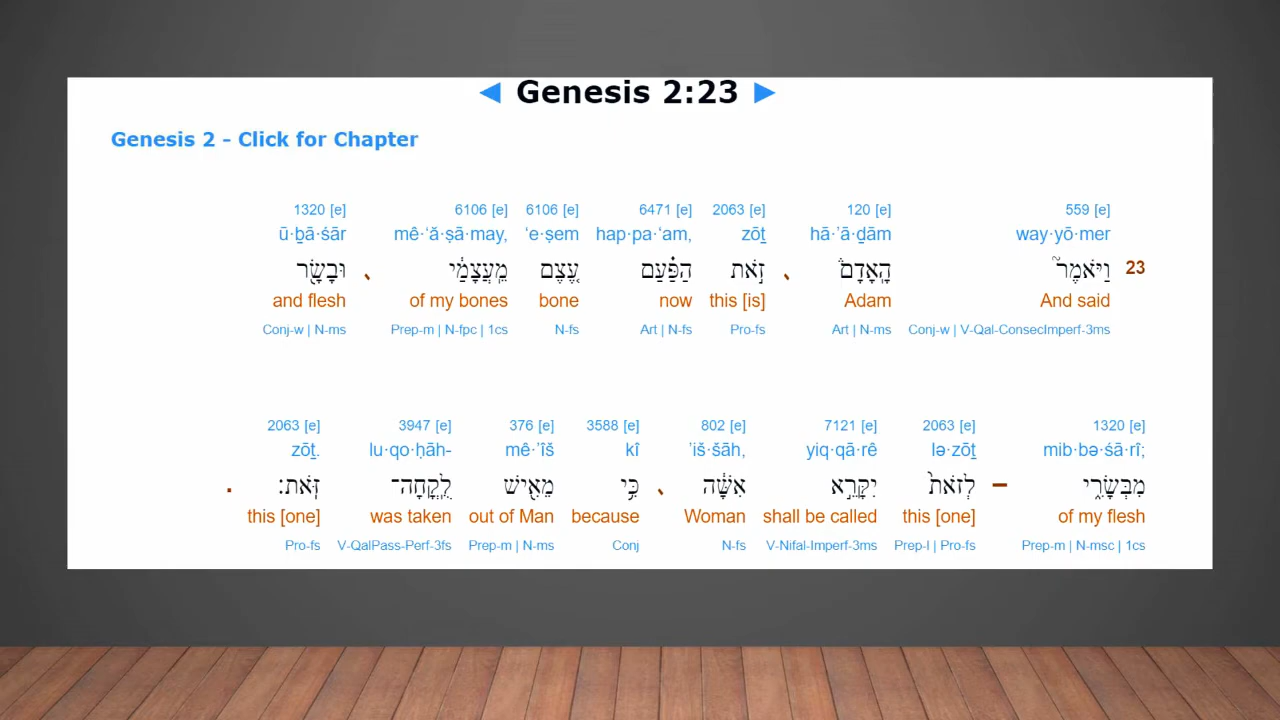 ◄ Genesis 2:23 ►
Genesis 2 - Click for Chapter
559 [e] 120 [e] 2063 [e] 6471 [e] 6106 [e] 6106 [e] 1320 [e]
way·yō·mer hā·’ā·ḏām zōṯ hap·pa·‘am, ‘e·ṣem mê·‘ă·ṣā·may, ū·ḇā·śār
23 וַיֹּאמֶר֮ הָֽאָדָם֒ ､ זֹ֣את הַפַּ֗עַם עֶ֚צֶם מֵֽעֲצָמַ֔י ､ וּבָשָׂ֖ר
And said Adam this [is] now bone of my bones and flesh
Conj-w | V-Qal-ConsecImperf-3ms Art | N-ms Pro-fs Art | N-fs N-fs Prep-m | N-fpc | 1cs Conj-w | N-ms
1320 [e] 2063 [e] 7121 [e] 802 [e] 3588 [e] 376 [e] 3947 [e] 2063 [e]
mib·bə·śā·rî; lə·zōṯ yiq·qā·rê ’iš·šāh, kî mê·’îš lu·qo·ḥāh- zōṯ.
מִבְּשָׂרִ֑י – לְזֹאת֙ יִקָּרֵ֣א אִשָּׁ֔ה ､ כִּ֥י מֵאִ֖ישׁ לֻֽקֳחָה־ זֹּֽאת׃ .
of my flesh this [one] shall be called Woman because out of Man was taken this [one]
Prep-m | N-msc | 1cs Prep-l | Pro-fs V-Nifal-Imperf-3ms N-fs Conj Prep-m | N-ms V-QalPass-Perf-3fs Pro-fs